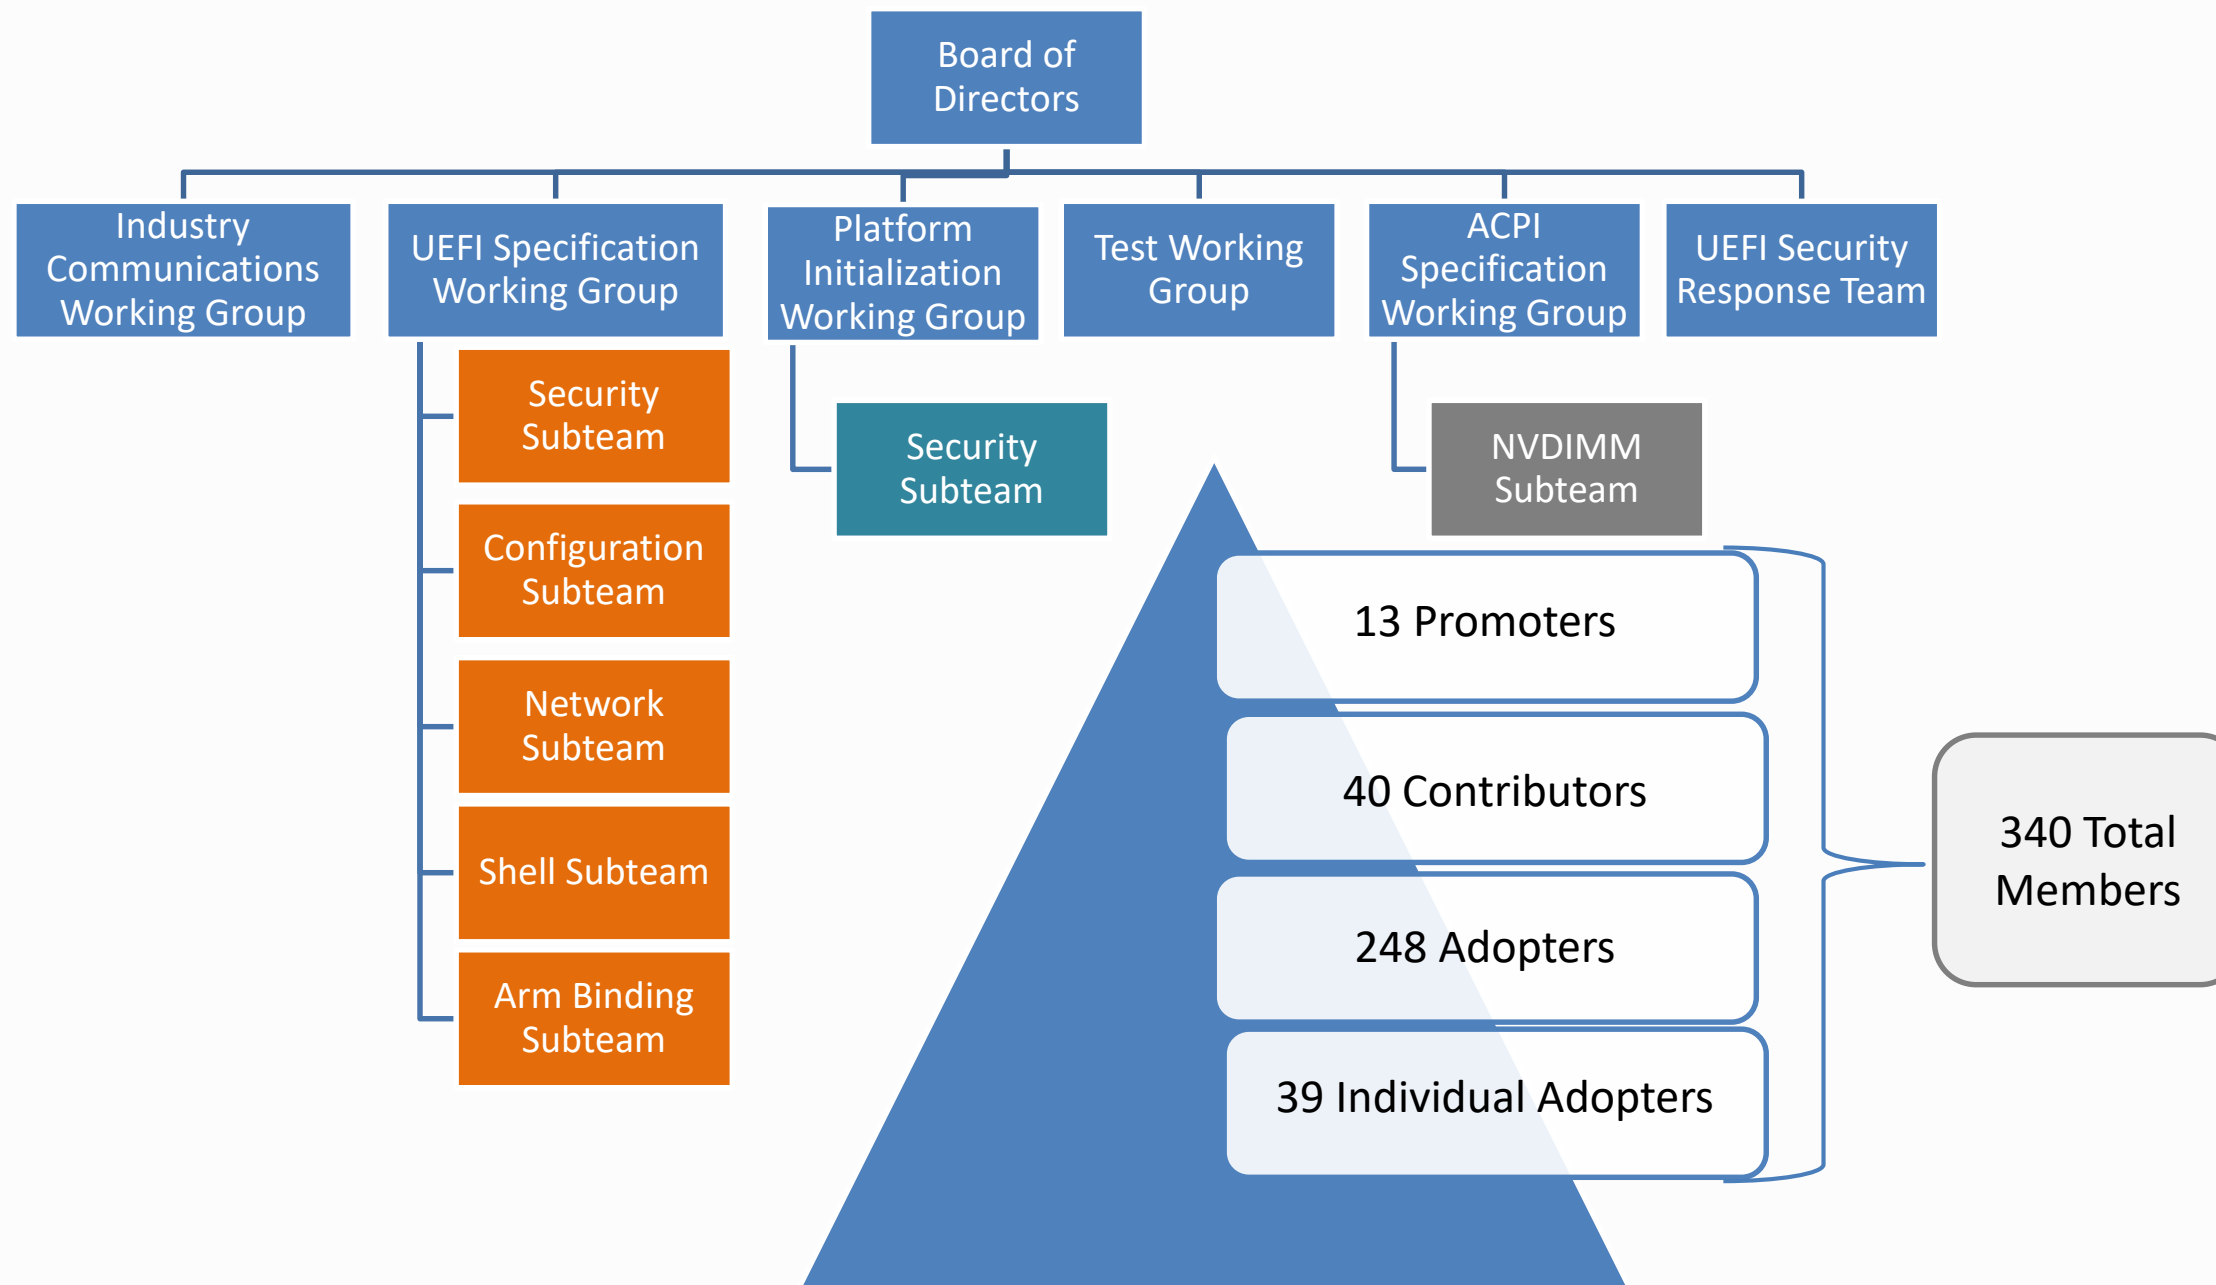 Board of
Directors
Industry
Communications
Working Group
UEFI Specification
Working Group
Platform
Initialization
Working Group
Test Working
Group
ACPI
Specification
Working Group
UEFI Security
Response Team
Security
Subteam
Configuration
Subteam
Network
Subteam
Shell Subteam
Arm Binding
Subteam
Security
Subteam
NVDIMM
Subteam
13 Promoters
40 Contributors
248 Adopters
39 Individual Adopters
340 Total
Members